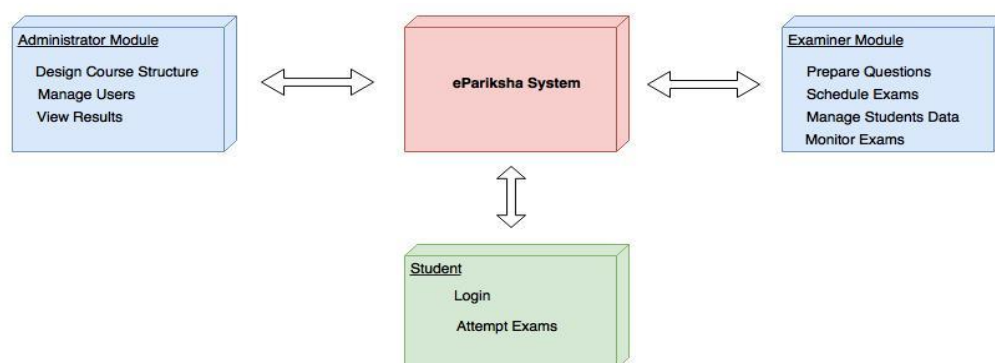 Administrator Module
Design Course Structure
Manage Users
View Results
ePariksha System
Examiner Module
Prepare Questions
Schedule Exams
Manage Students Data
Monitor Exams
Student
Login
Attempt Exams